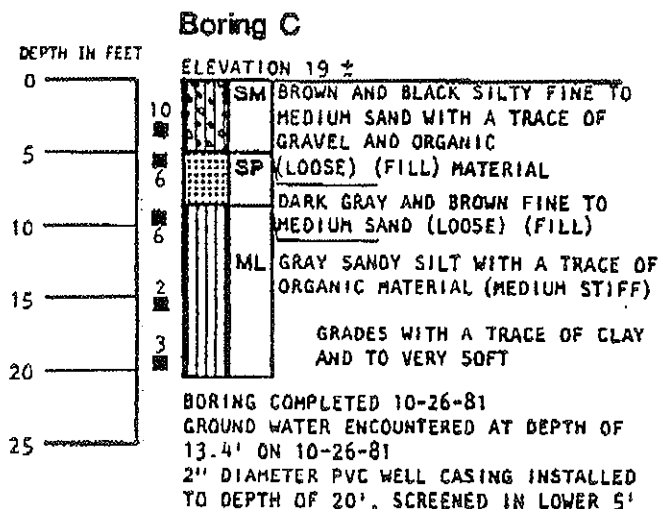 Boring C
DEPTH IN FEET
ELEVATION 19 ±
0
5
10
15
20
25
10
6
6
2
3
SM
SP
ML
BROWN AND BLACK SILTY FINE TO
MEDIUM SAND WITH A TRACE OF
GRAVEL AND ORGANIC
(LOOSE) (FILL) MATERIAL
DARK GRAY AND BROWN FINE TO
MEDIUM SAND (LOOSE) (FILL)
GRAY SANDY SILT WITH A TRACE OF
ORGANIC MATERIAL (MEDIUM STIFF)
GRADES WITH A TRACE OF CLAY
AND TO VERY SOFT
BORING COMPLETED 10-26-81
GROUND WATER ENCOUNTERED AT DEPTH OF
13.4' ON 10-26-81
2" DIAMETER PVC WELL CASING INSTALLED
TO DEPTH OF 20', SCREENED IN LOWER 5'